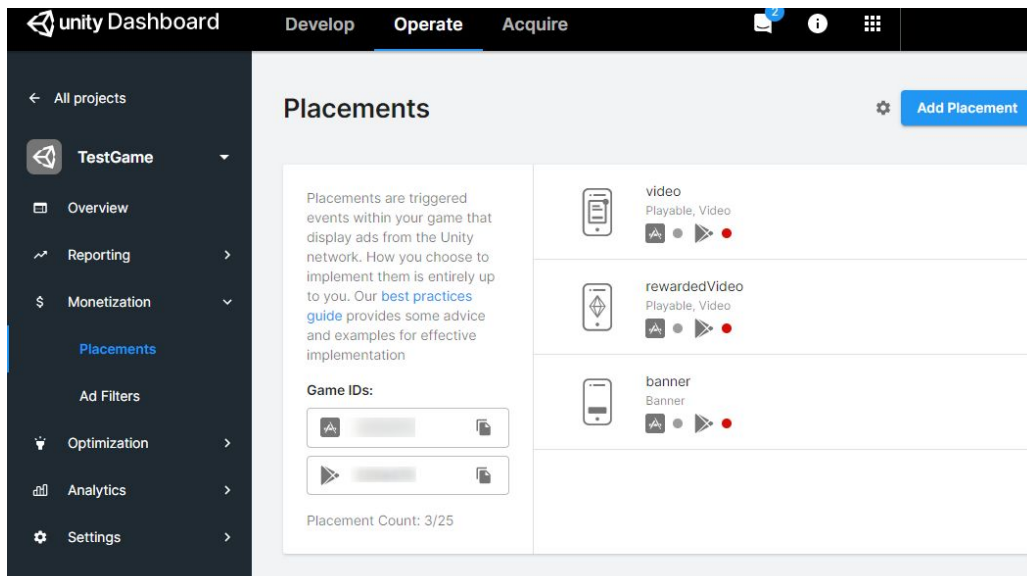 unity Dashboard
Develop
Operate
Acquire
2
All projects
TestGame
Overview
Reporting
Monetization
Placements
Ad Filters
Optimization
Analytics
Settings
Placements
Add Placement
Placements are triggered
events within your game that
display ads from the Unity
network. How you choose to
implement them is entirely up
to you. Our best practices
guide provides some advice
and examples for effective
implementation
Game IDs:
Placement Count: 3/25
video
Playable, Video
rewardedVideo
Playable, Video
banner
Banner